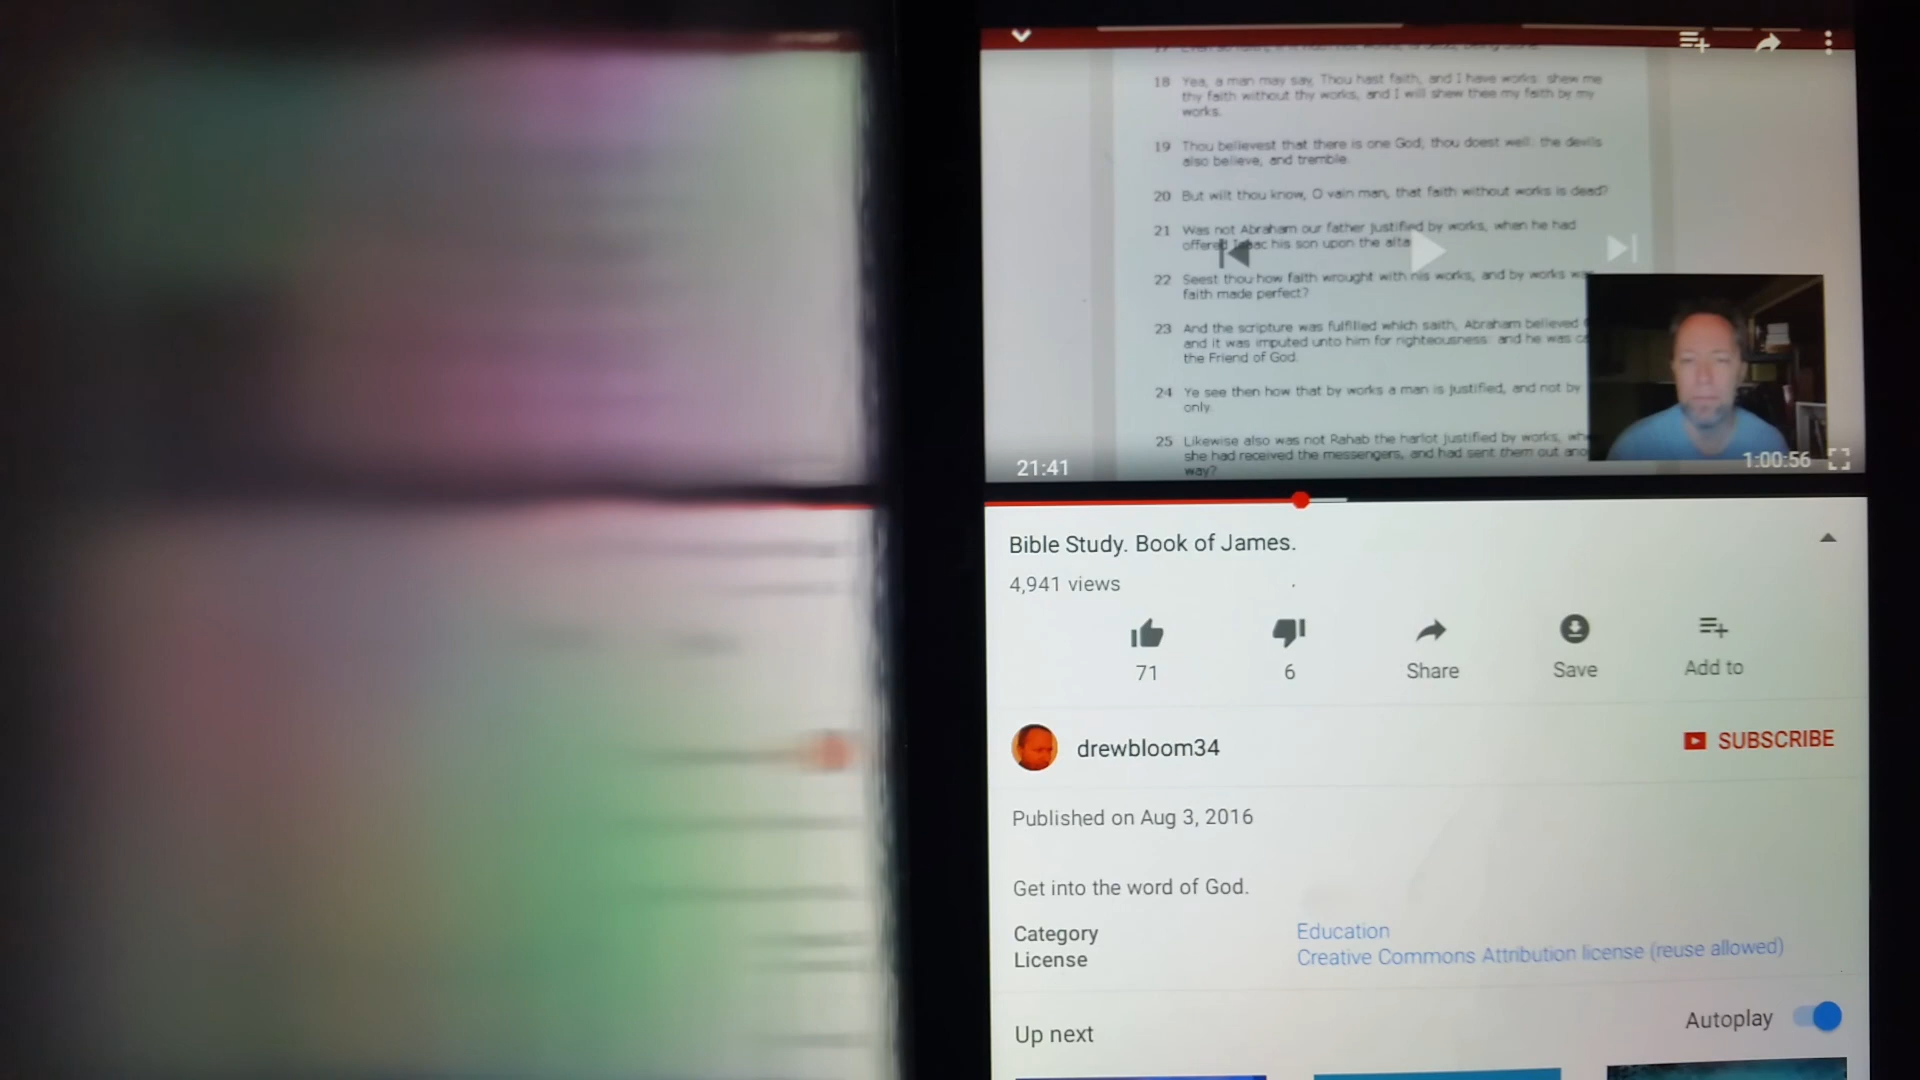 18 Yea, a man may say, Thou hast faith, and I have works: shew me
thy faith without thy works, and I will shew thee my faith by my
works.
19 Thou believest that there is one God; thou doest well: the devils
also believe, and tremble.
20 But wilt thou know, O vain man, that faith without works is dead?
21 Was not Abraham our father justified by works, when he had
offered Isaac his son upon the alta
22 Seest thou how faith wrought with his works, and by works
faith made perfect?
23 And the scripture was fulfilled which saith, Abraham believed
and it was imputed unto him for righteousness: and he was
the Friend of God.
24 Ye see then how that by works a man is justified, and not by
only.
25 Likewise also was not Rahab the harlot justified by works,
she had received the messengers, and had sent them out
way?
21:41
1:00:56
Bible Study. Book of James.
4,941 views
71
6
Share
Save
Add to
drewbloom34
SUBSCRIBE
Published on Aug 3, 2016
Get into the word of God.
Category
Education
License
Creative Commons Attribution license (reuse allowed)
Up next
Autoplay